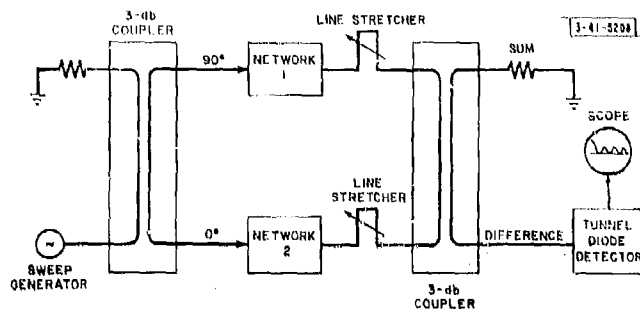 3-db
COUPLER
LINE STRETCHER
3-41-5208
90°
NETWORK
1
SUM
SCOPE
LINE
STRETCHER
0°
NETWORK
2
DIFFERENCE
TUNNEL
DIODE
DETECTOR
SWEEP
GENERATOR
3-db
COUPLER